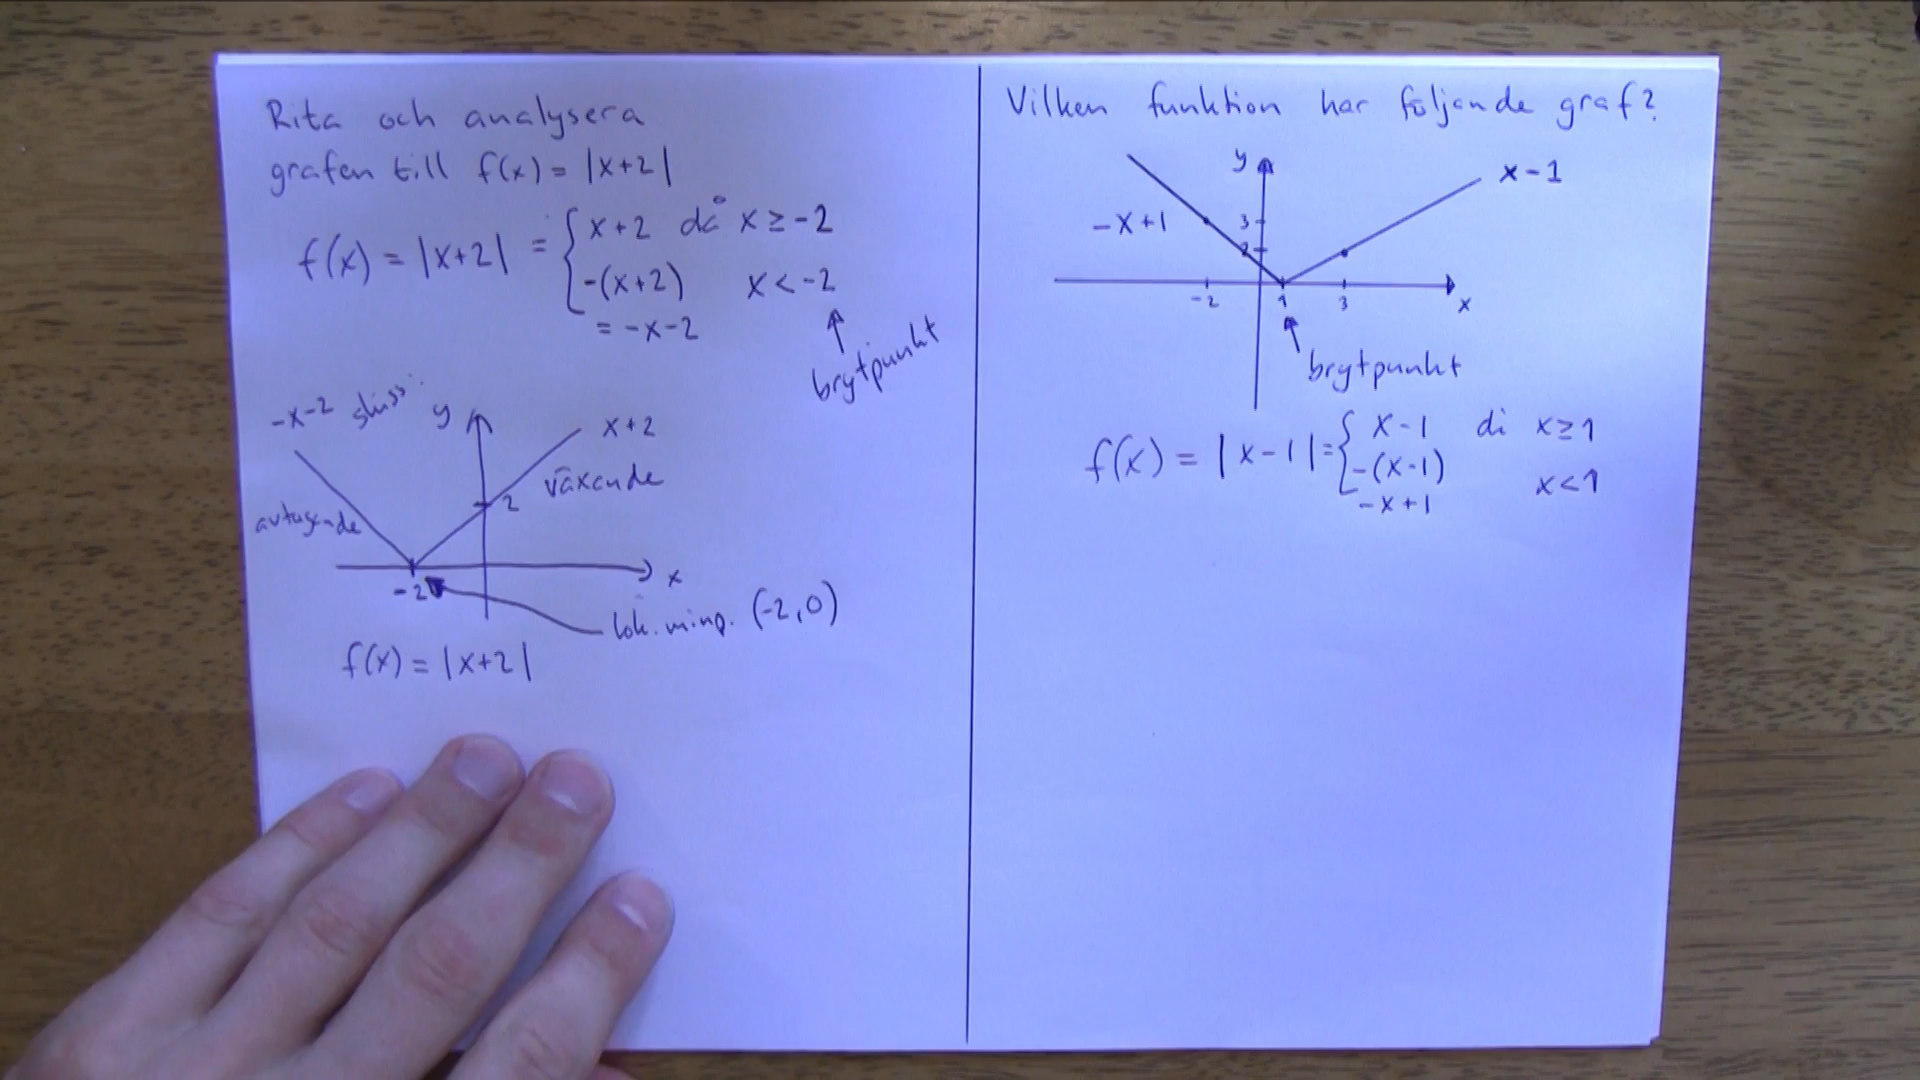 Rita och analysera
grafen till f(x) = |x+2|
f(x) = |x+2| = { x+2 då x ≥ -2
-(x+2) x < -2
= -x-2
brytpunkt
-x-2
y
x+2
växande
2
avtagande
-2
x
lok. minp. (-2,0)
f(x) = |x+2|
Vilken funktion har följande graf?
y
x-1
-x+1
3
2
-2 1 3 x
brytpunkt
f(x) = |x-1| = { x-1 då x ≥ 1
-(x-1) x < 1
-x+1